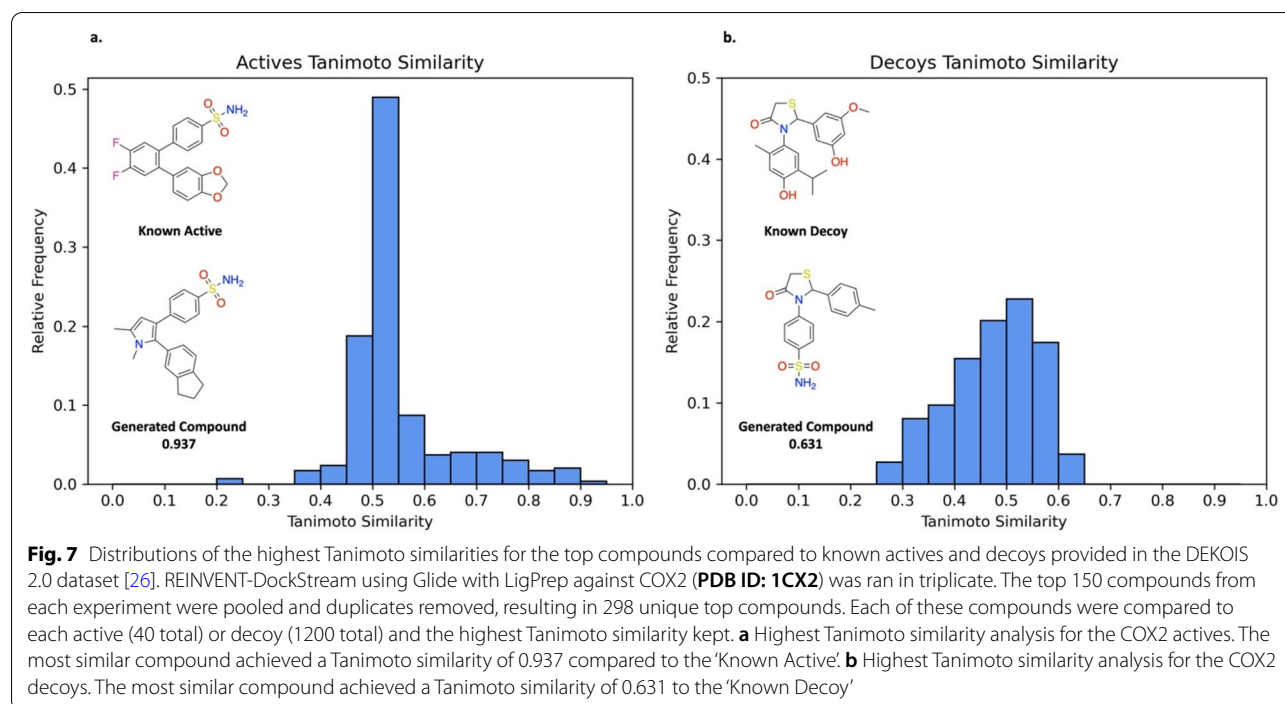 a.
Actives Tanimoto Similarity
Relative Frequency
0.5
0.4
0.3
0.2
0.1
0.0
O
S
NH₂
O
F
F
O
O
Known Active
O
S
NH₂
O
N
Generated Compound
0.937
0.0 0.1 0.2 0.3 0.4 0.5 0.6 0.7 0.8 0.9 1.0
Tanimoto Similarity
b.
Decoys Tanimoto Similarity
Relative Frequency
0.5
0.4
0.3
0.2
0.1
0.0
S
O
N
O
OH
OH
Known Decoy
S
O
N
O=S=O
NH₂
Generated Compound
0.631
0.0 0.1 0.2 0.3 0.4 0.5 0.6 0.7 0.8 0.9 1.0
Tanimoto Similarity
Fig. 7 Distributions of the highest Tanimoto similarities for the top compounds compared to known actives and decoys provided in the DEKOIS
2.0 dataset [26]. REINVENT-DockStream using Glide with LigPrep against COX2 (PDB ID: 1CX2) was ran in triplicate. The top 150 compounds from
each experiment were pooled and duplicates removed, resulting in 298 unique top compounds. Each of these compounds were compared to
each active (40 total) or decoy (1200 total) and the highest Tanimoto similarity kept. a Highest Tanimoto similarity analysis for the COX2 actives. The
most similar compound achieved a Tanimoto similarity of 0.937 compared to the ‘Known Active’. b Highest Tanimoto similarity analysis for the COX2
decoys. The most similar compound achieved a Tanimoto similarity of 0.631 to the ‘Known Decoy’